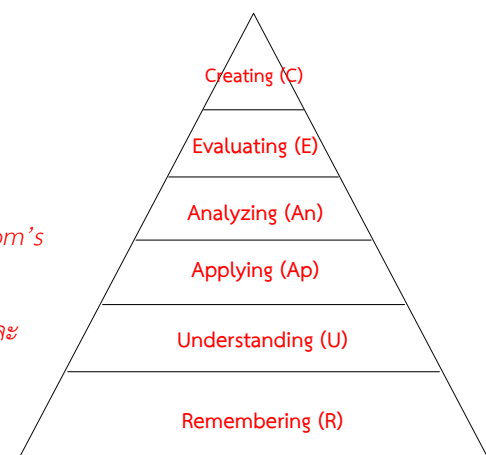 Creating (C)
Evaluating (E)
Analyzing (An)
Applying (Ap)
Understanding (U)
Remembering (R)